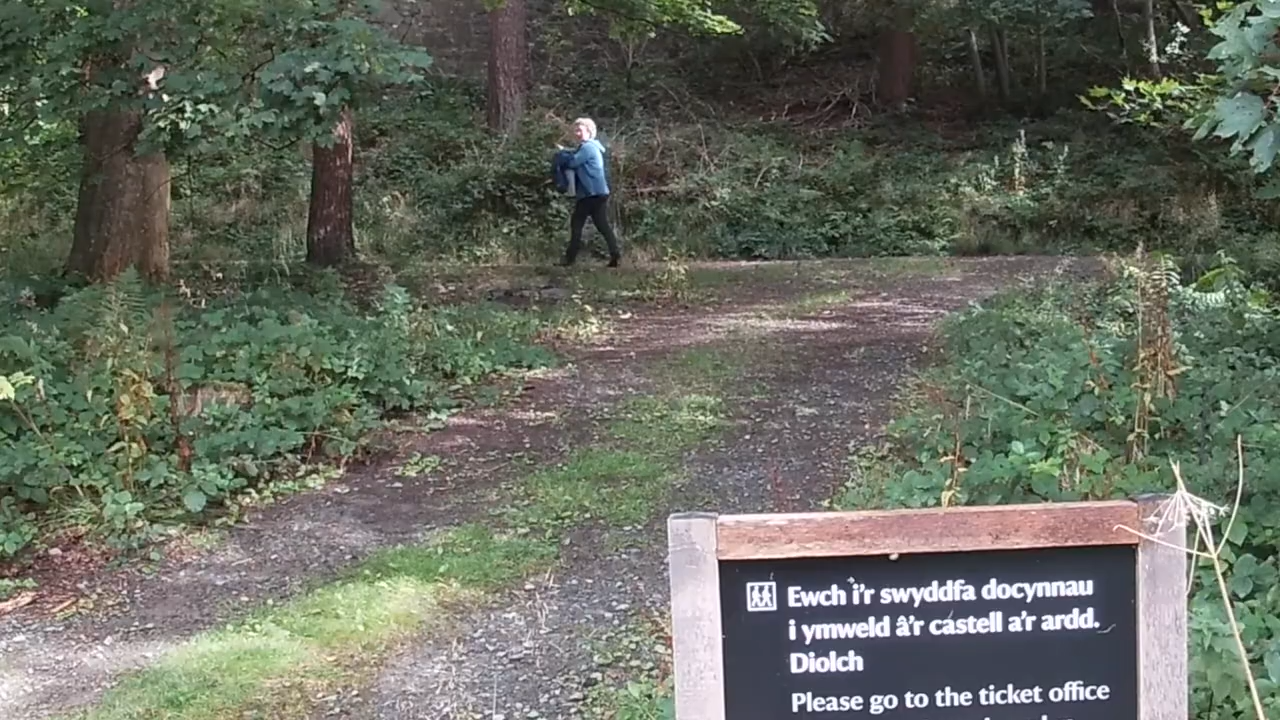 Ewch i'r swyddfa docynnau
i ymweld â'r castell a'r ardd.
Diolch
Please go to the ticket office